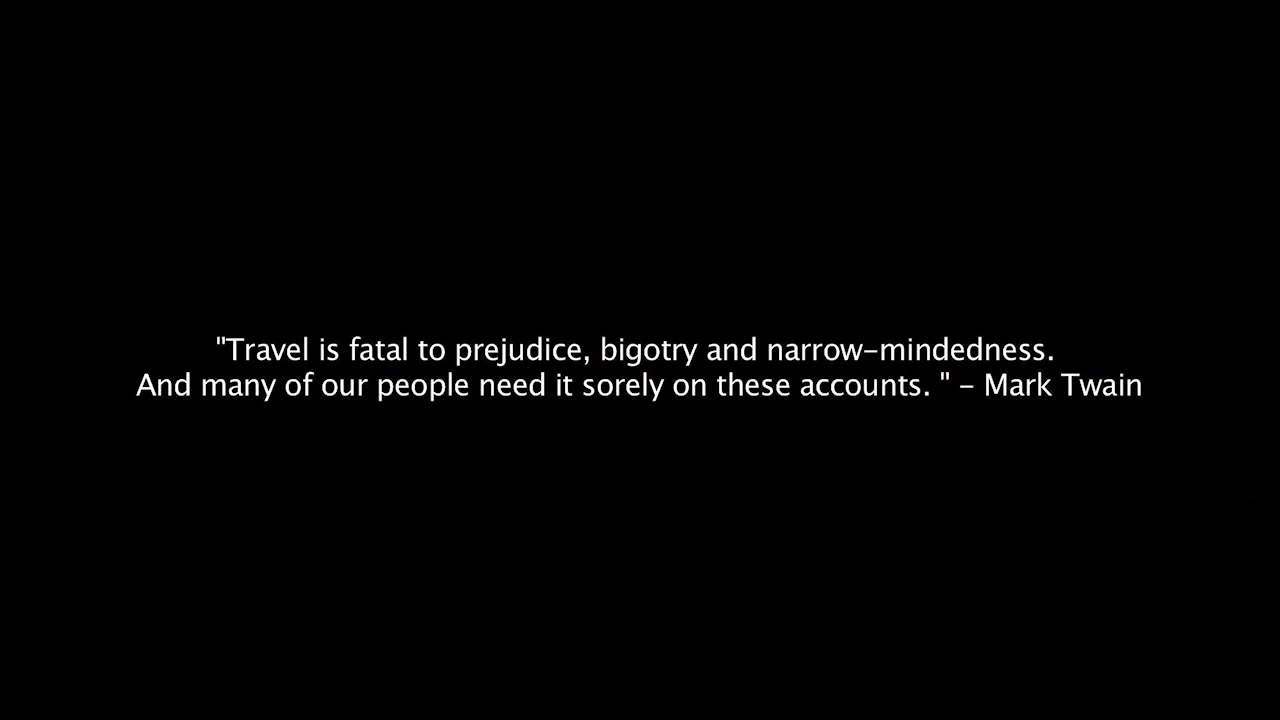 "Travel is fatal to prejudice, bigotry and narrow-mindedness.
And many of our people need it sorely on these accounts. " - Mark Twain